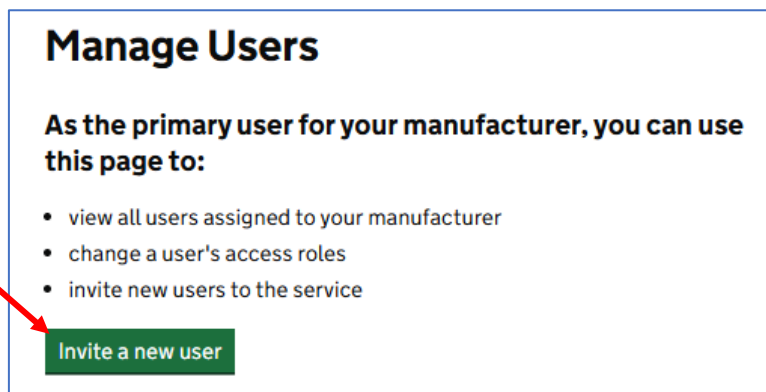 Manage Users
As the primary user for your manufacturer, you can use
this page to:
• view all users assigned to your manufacturer
• change a user's access roles
• invite new users to the service
Invite a new user